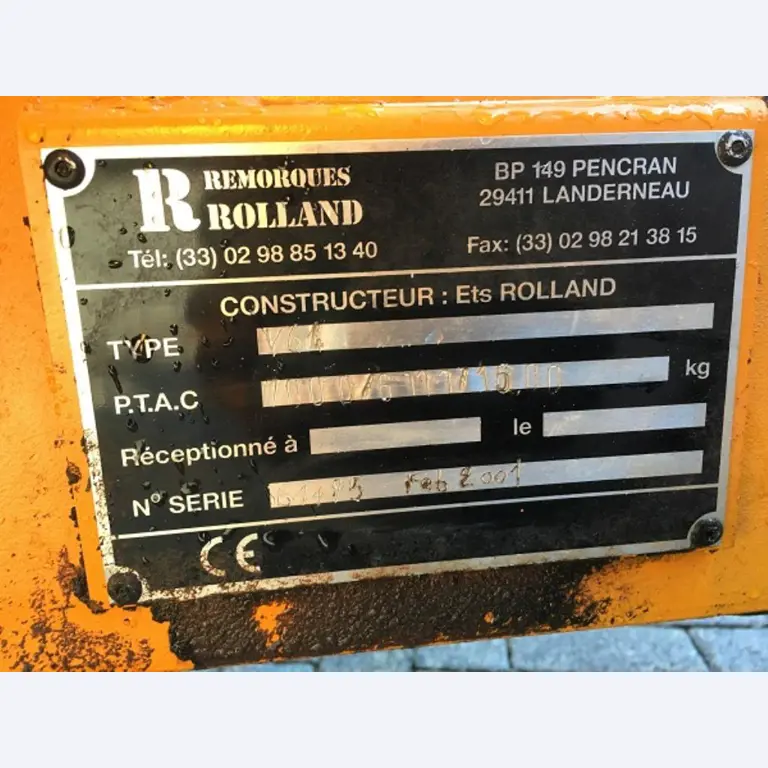 R REMORQUES
ROLLAND
BP 149 PENCRAN
29411 LANDERNEAU
Tél: (33) 02 98 85 13 40
Fax: (33) 02 98 21 38 15
CONSTRUCTEUR : Ets ROLLAND
TYPE
P.T.A.C kg
Réceptionné à le
N° SERIE 2001
CE